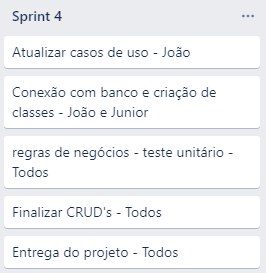 Sprint 4 ...
Atualizar casos de uso - João
Conexão com banco e criação de
classes - João e Junior
regras de negócios - teste unitário -
Todos
Finalizar CRUD's - Todos
Entrega do projeto - Todos